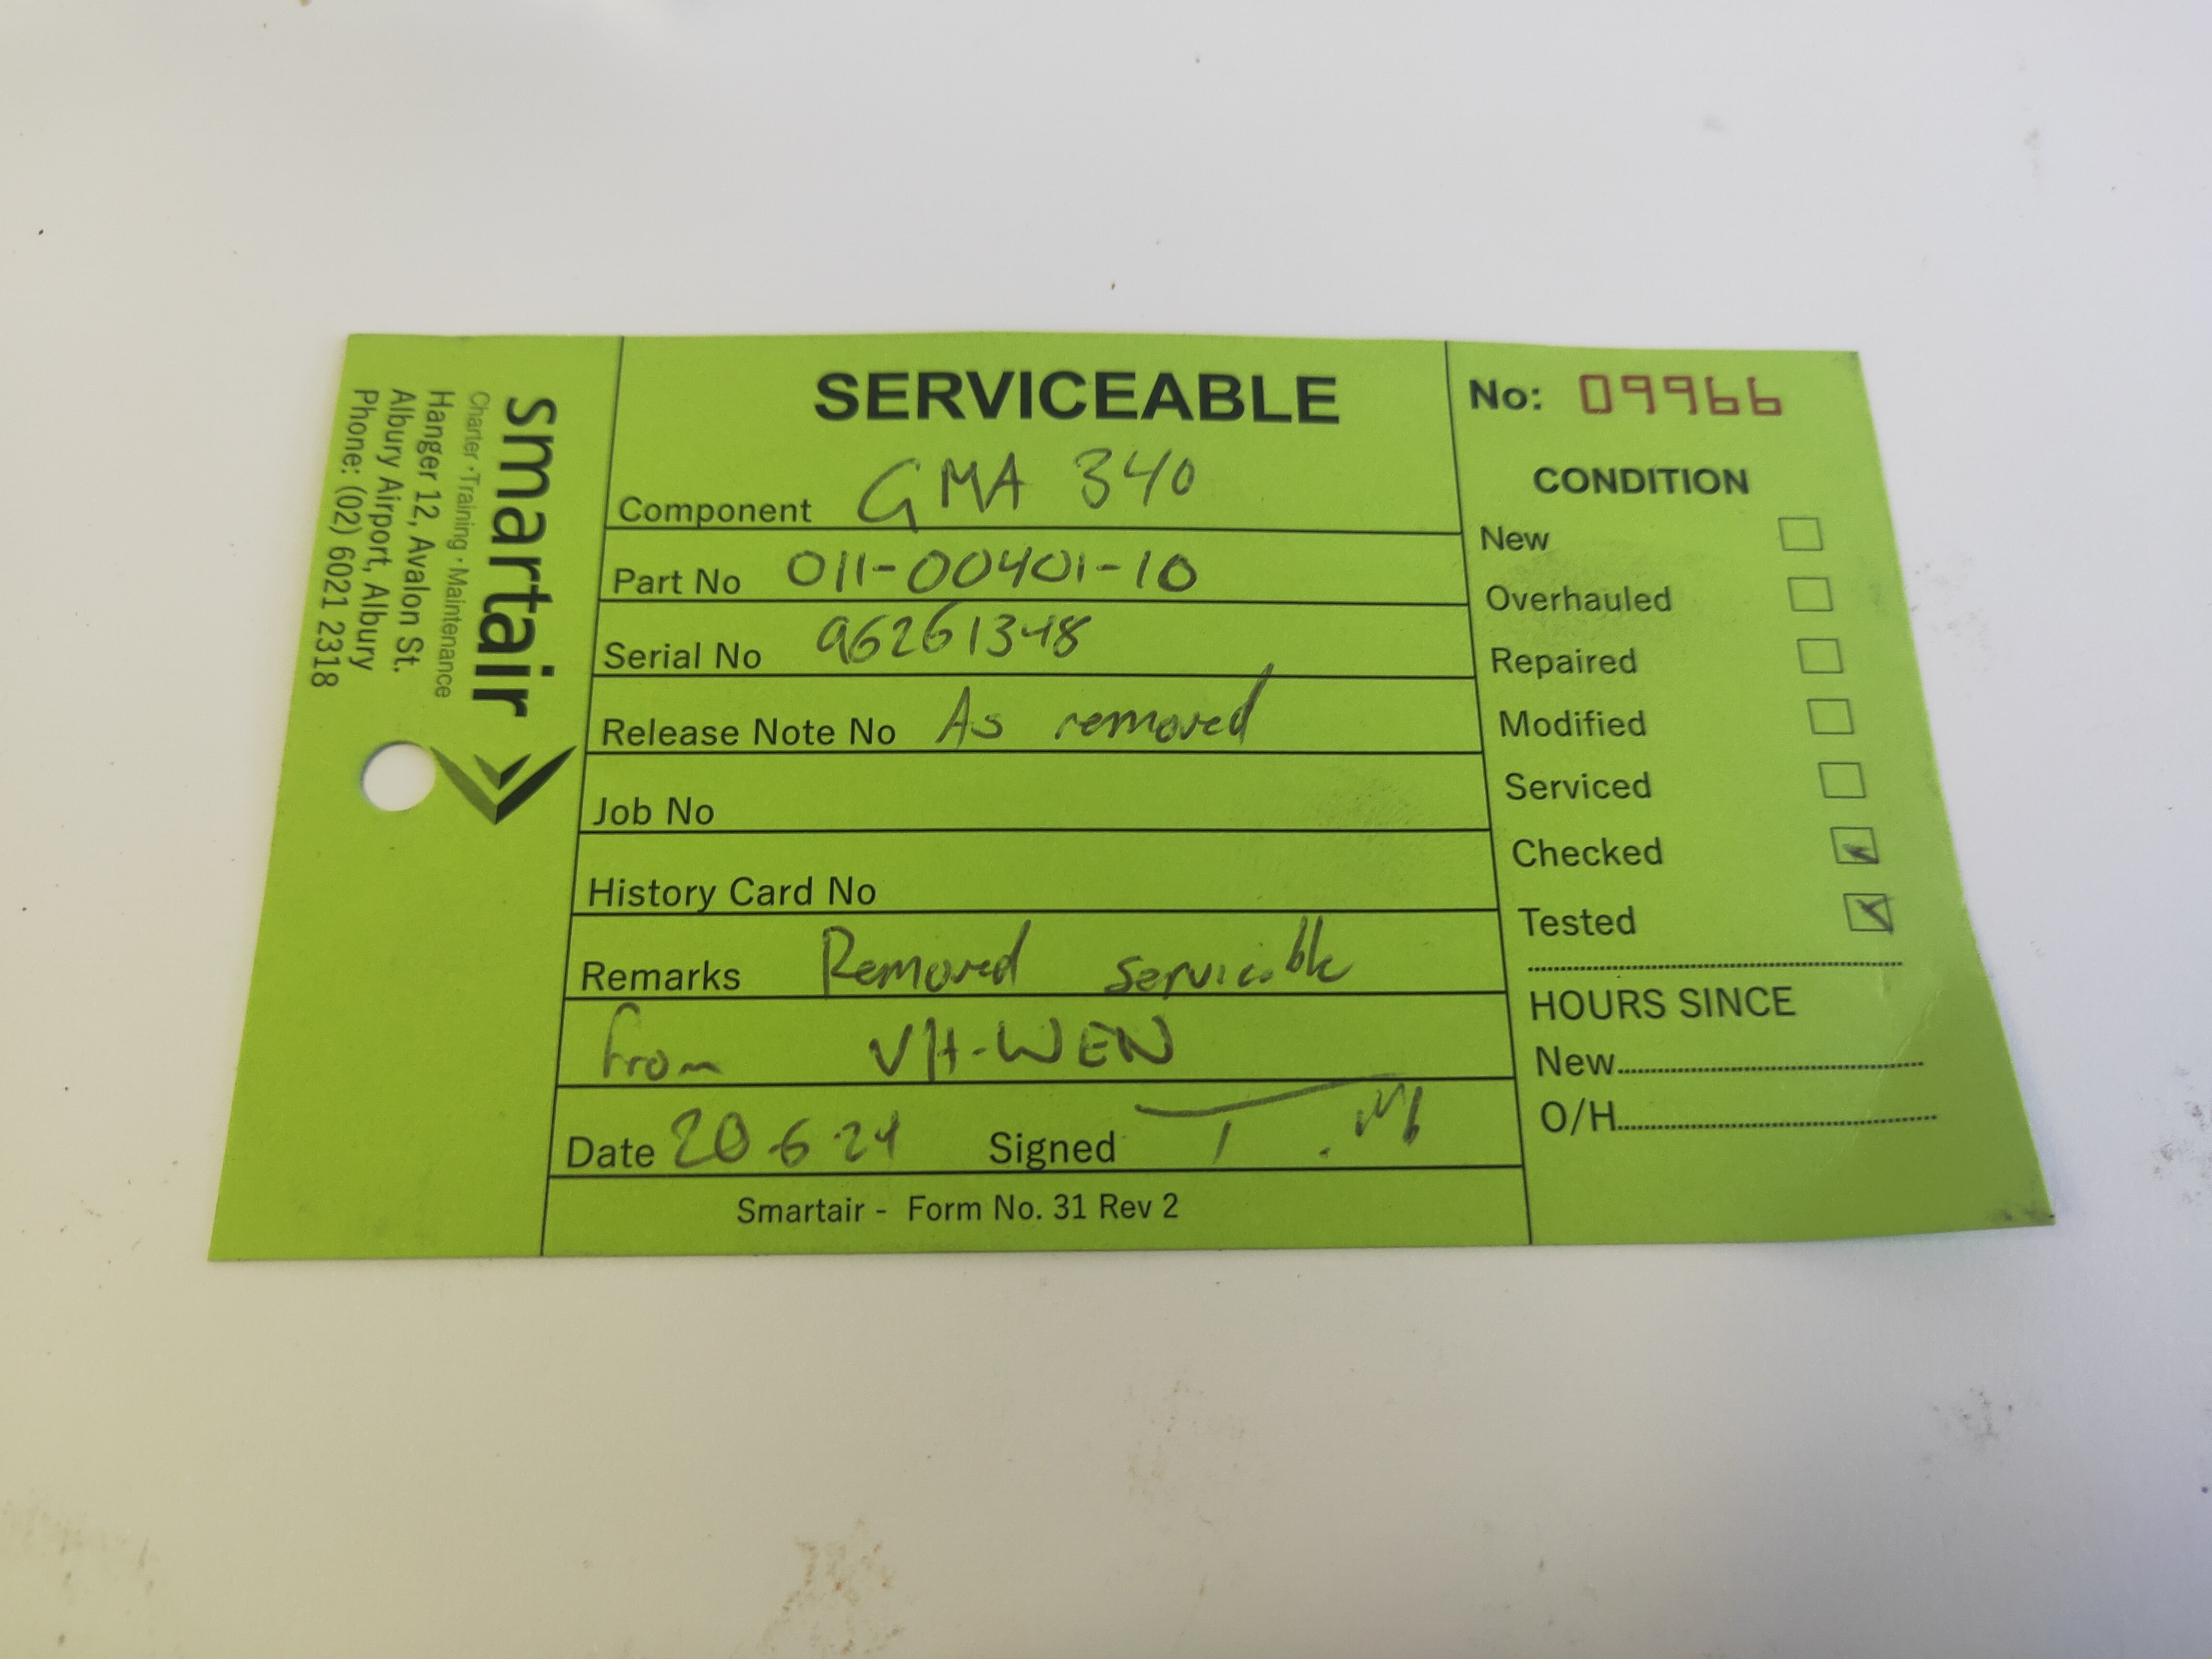 smartair
Charter · Training · Maintenance
Hanger 12, Avalon St.
Albury Airport, Albury
Phone: (02) 6021 2318
SERVICEABLE
Component GMA 340
Part No 011-00401-10
Serial No 96261348
Release Note No As removed
Job No
History Card No
Remarks Removed servicible
from VH-WEN
Date 20.6.24 Signed
Smartair - Form No. 31 Rev 2
No: 09966
CONDITION
New
Overhauled
Repaired
Modified
Serviced
Checked
Tested
HOURS SINCE
New
O/H